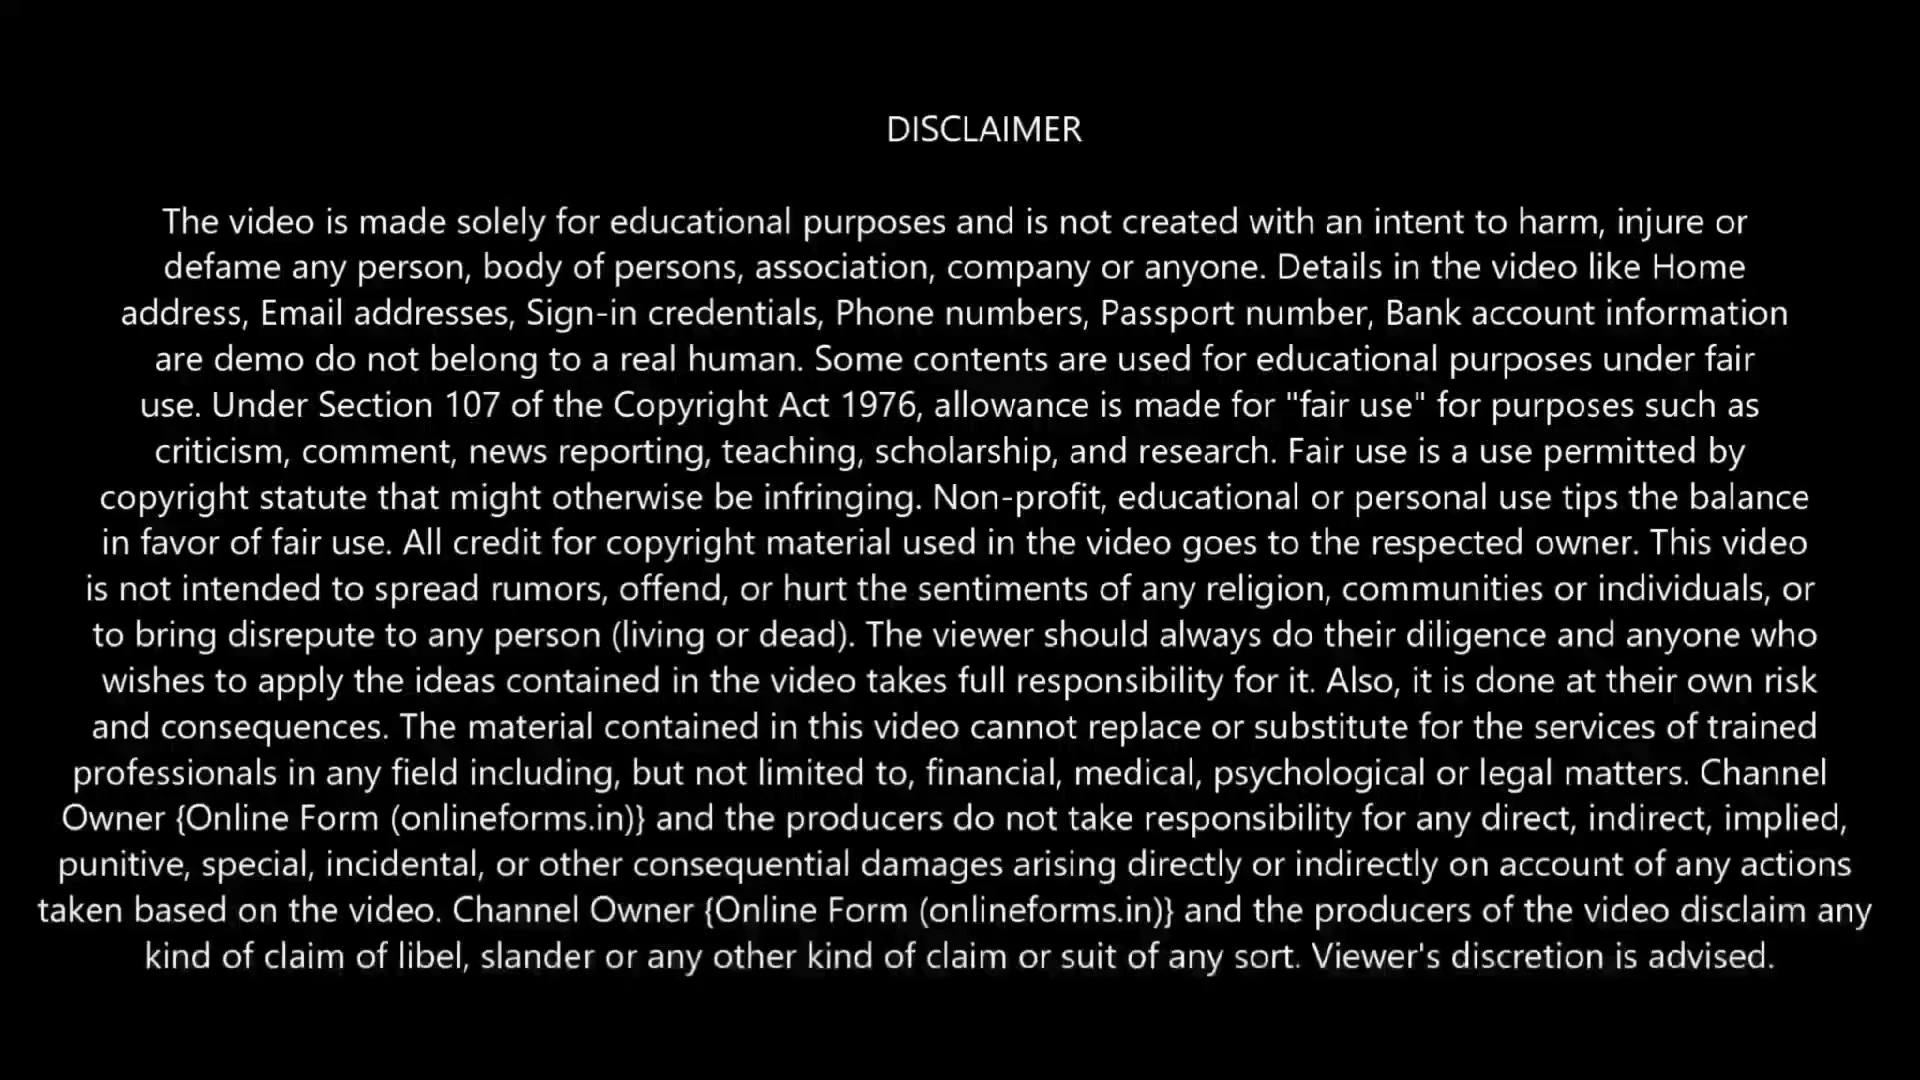 DISCLAIMER
The video is made solely for educational purposes and is not created with an intent to harm, injure or
defame any person, body of persons, association, company or anyone. Details in the video like Home
address, Email addresses, Sign-in credentials, Phone numbers, Passport number, Bank account information
are demo do not belong to a real human. Some contents are used for educational purposes under fair
use. Under Section 107 of the Copyright Act 1976, allowance is made for "fair use" for purposes such as
criticism, comment, news reporting, teaching, scholarship, and research. Fair use is a use permitted by
copyright statute that might otherwise be infringing. Non-profit, educational or personal use tips the balance
in favor of fair use. All credit for copyright material used in the video goes to the respected owner. This video
is not intended to spread rumors, offend, or hurt the sentiments of any religion, communities or individuals, or
to bring disrepute to any person (living or dead). The viewer should always do their diligence and anyone who
wishes to apply the ideas contained in the video takes full responsibility for it. Also, it is done at their own risk
and consequences. The material contained in this video cannot replace or substitute for the services of trained
professionals in any field including, but not limited to, financial, medical, psychological or legal matters. Channel
Owner {Online Form (onlineforms.in)} and the producers do not take responsibility for any direct, indirect, implied,
punitive, special, incidental, or other consequential damages arising directly or indirectly on account of any actions
taken based on the video. Channel Owner {Online Form (onlineforms.in)} and the producers of the video disclaim any
kind of claim of libel, slander or any other kind of claim or suit of any sort. Viewer's discretion is advised.